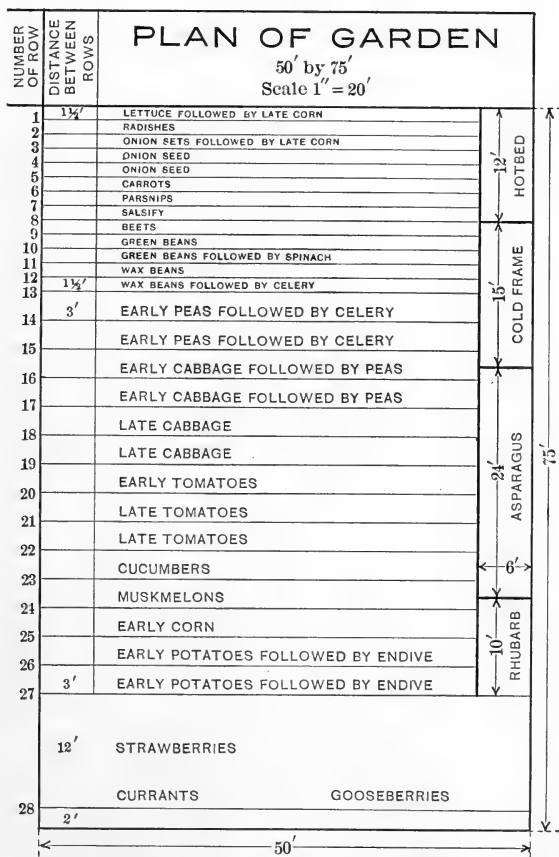 NUMBER
OF ROW
DISTANCE
BETWEEN
ROWS
PLAN OF GARDEN
50' by 75'
Scale 1" = 20'
1 1½' LETTUCE FOLLOWED BY LATE CORN
2 RADISHES
3 ONION SETS FOLLOWED BY LATE CORN
4 ONION SEED
5 ONION SEED
6 CARROTS
7 PARSNIPS
8 SALSIFY
9 BEETS
10 GREEN BEANS
11 GREEN BEANS FOLLOWED BY SPINACH
12 WAX BEANS
13 1½' WAX BEANS FOLLOWED BY CELERY
14 3' EARLY PEAS FOLLOWED BY CELERY
15 EARLY PEAS FOLLOWED BY CELERY
16 EARLY CABBAGE FOLLOWED BY PEAS
17 EARLY CABBAGE FOLLOWED BY PEAS
18 LATE CABBAGE
19 LATE CABBAGE
20 EARLY TOMATOES
21 LATE TOMATOES
22 LATE TOMATOES
23 CUCUMBERS
24 MUSKMELONS
25 EARLY CORN
26 EARLY POTATOES FOLLOWED BY ENDIVE
27 3' EARLY POTATOES FOLLOWED BY ENDIVE
12' STRAWBERRIES
28 CURRANTS GOOSEBERRIES
2'
12'
HOTBED
15'
COLD FRAME
24'
ASPARAGUS
6'
10'
RHUBARB
75'
50'